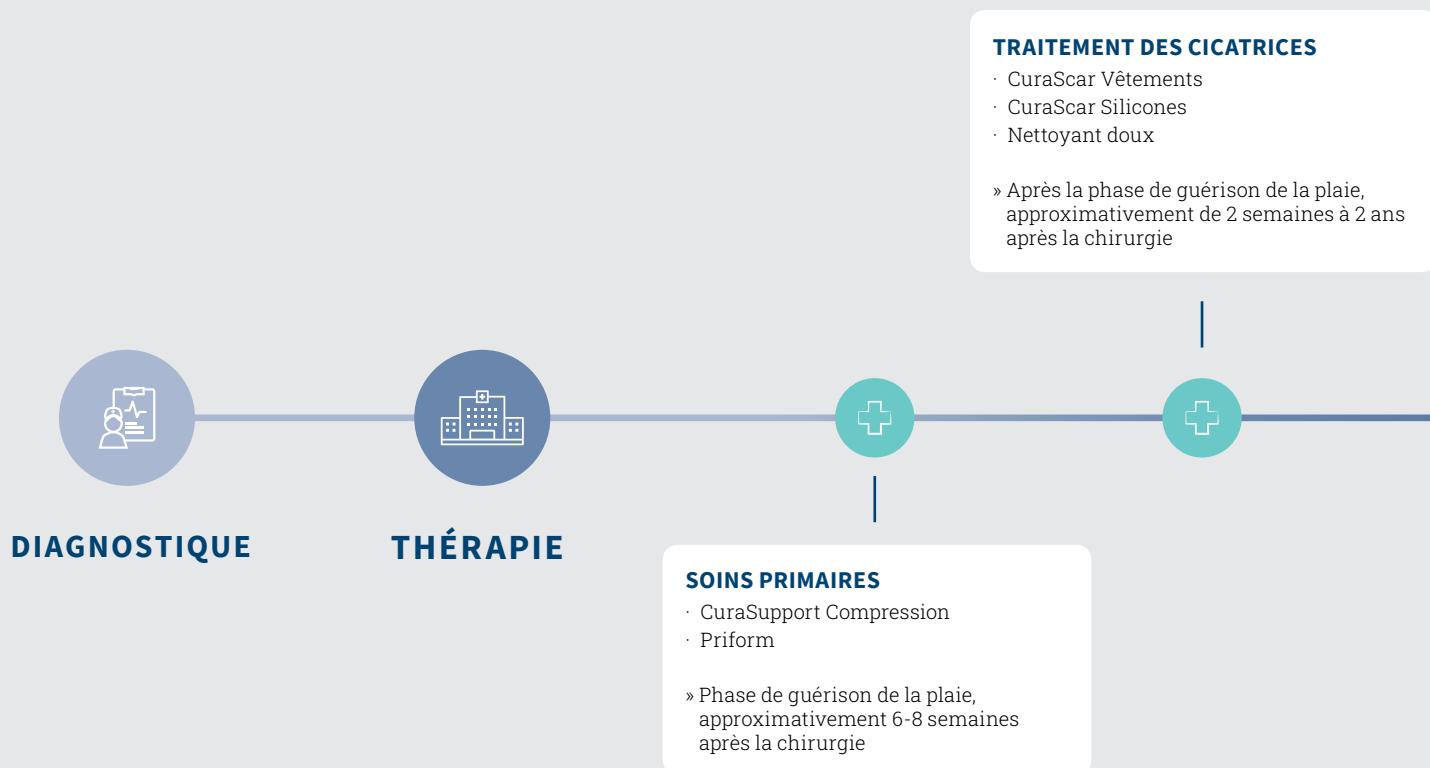 TRAITEMENT DES CICATRICES
· CuraScar Vêtements
· CuraScar Silicones
· Nettoyant doux
» Après la phase de guérison de la plaie,
approximativement de 2 semaines à 2 ans
après la chirurgie
DIAGNOSTIQUE
THÉRAPIE
SOINS PRIMAIRES
· CuraSupport Compression
· Priform
» Phase de guérison de la plaie,
approximativement 6-8 semaines
après la chirurgie